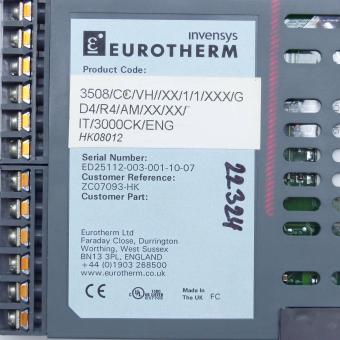 invensys
EUROTHERM
Product Code:
3508/CC/VH//XX/1/1/XXX/G
D4/R4/AM/XX/XX/
IT/3000CK/ENG
HK08012
Serial Number:
ED25112-003-001-10-07
Customer Reference:
ZC07093-HK
Customer Part:
22324
Eurotherm Ltd
Faraday Close, Durrington
Worthing, West Sussex
BN13 3PL, ENGLAND
+44 (0)1903 268500
www.eurotherm.co.uk
CE
Made In
The UK
FC